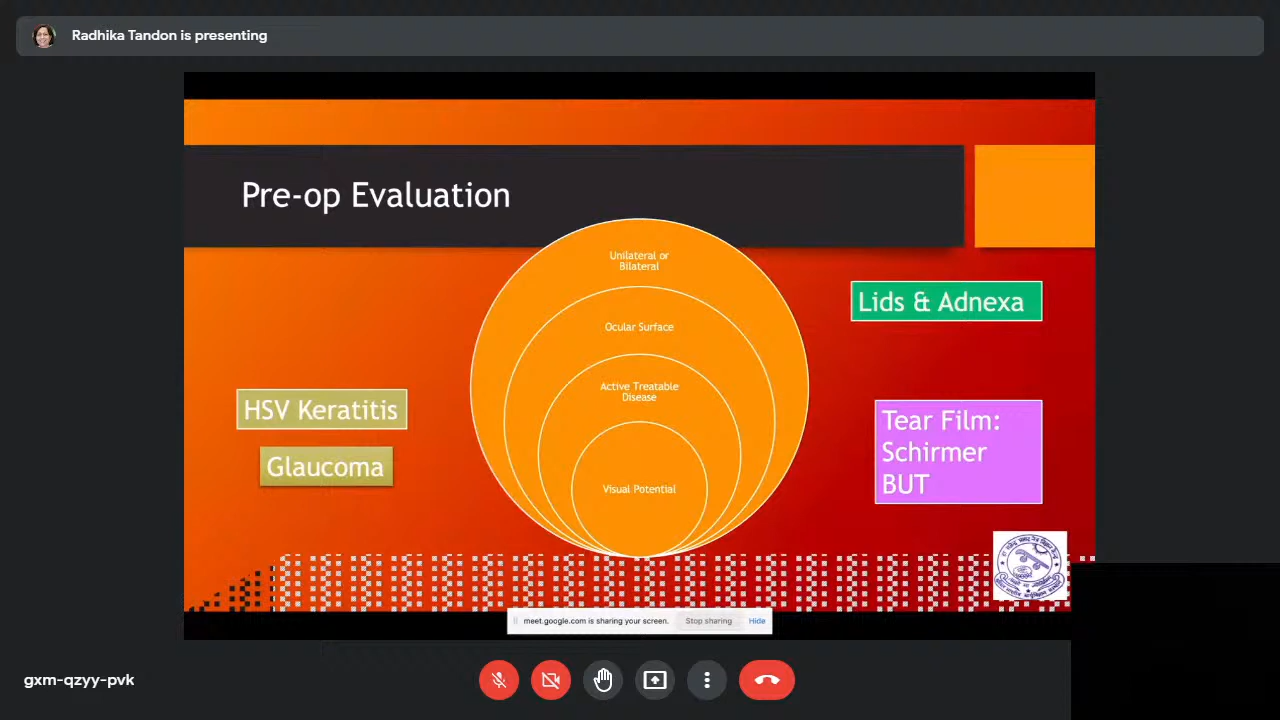 Radhika Tandon is presenting
Pre-op Evaluation
Unilateral or
Bilateral
Ocular Surface
Active Treatable
Disease
Visual Potential
HSV Keratitis
Glaucoma
Lids & Adnexa
Tear Film:
Schirmer
BUT
meet.google.com is sharing your screen.
Stop sharing
Hide
gxm-qzyy-pvk